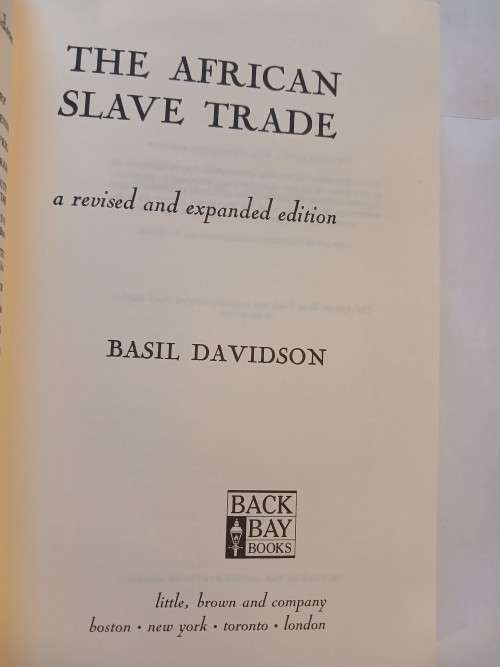 THE AFRICAN
SLAVE TRADE
a revised and expanded edition
BASIL DAVIDSON
BACK
BAY
BOOKS
little, brown and company
boston • new york • toronto • london